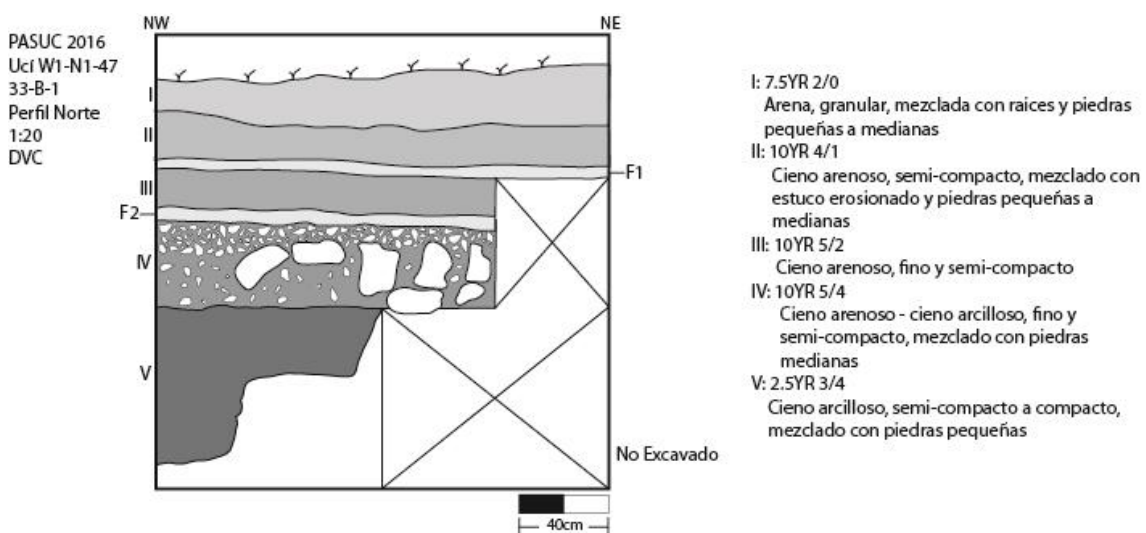 NW
NE
PASUC 2016
Ucí W1-N1-47
33-B-1
Perfil Norte
1:20
DVC
I
II
III
F2
IV
V
F1
No Excavado
40cm
I: 7.5YR 2/0
Arena, granular, mezclada con raices y piedras
pequeñas a medianas
II: 10YR 4/1
Cieno arenoso, semi-compacto, mezclado con
estuco erosionado y piedras pequeñas a
medianas
III: 10YR 5/2
Cieno arenoso, fino y semi-compacto
IV: 10YR 5/4
Cieno arenoso - cieno arcilloso, fino y
semi-compacto, mezclado con piedras
medianas
V: 2.5YR 3/4
Cieno arcilloso, semi-compacto a compacto,
mezclado con piedras pequeñas